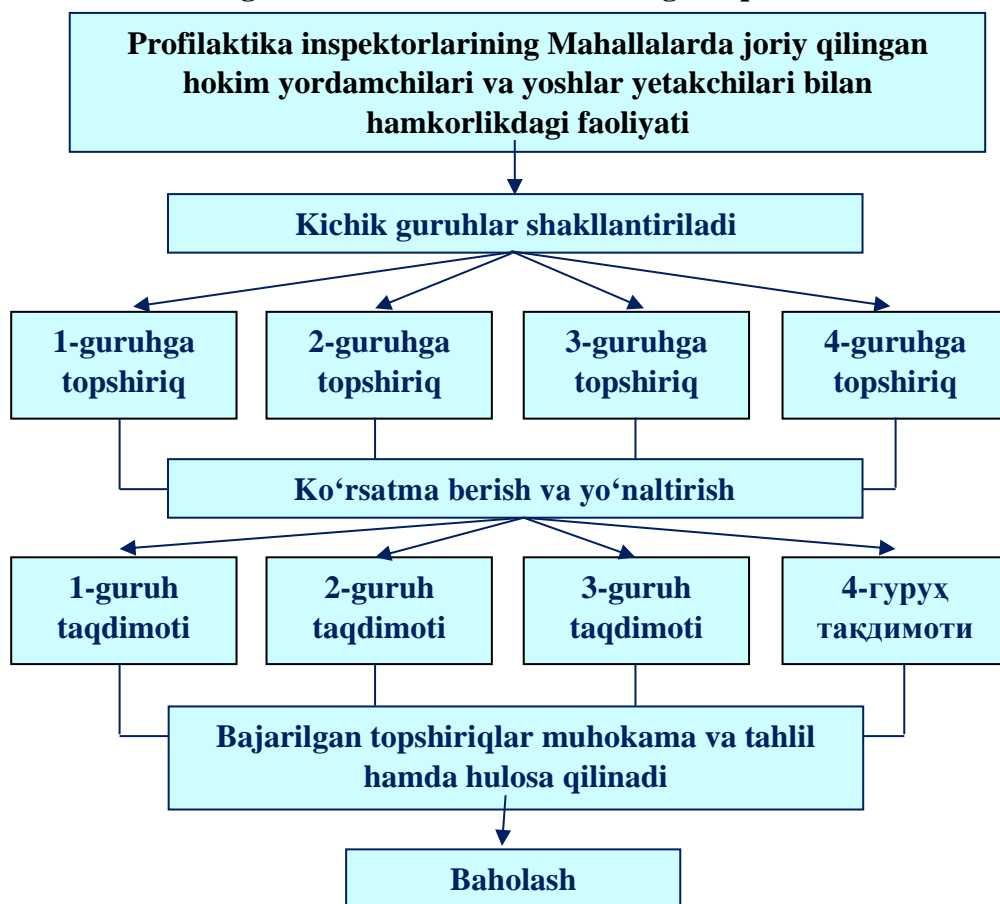 Profilaktika inspektorlarining Mahallalarda joriy qilingan
hokim yordamchilari va yoshlar yetakchilari bilan
hamkorlikdagi faoliyati
Kichik guruhlar shakllantiriladi
1-guruhga
topshiriq
2-guruhga
topshiriq
3-guruhga
topshiriq
4-guruhga
topshiriq
Ko‘rsatma berish va yo‘naltirish
1-guruh
taqdimoti
2-guruh
taqdimoti
3-guruh
taqdimoti
4-гуруҳ
тақдимоти
Bajarilgan topshiriqlar muhokama va tahlil
hamda hulosa qilinadi
Baholash